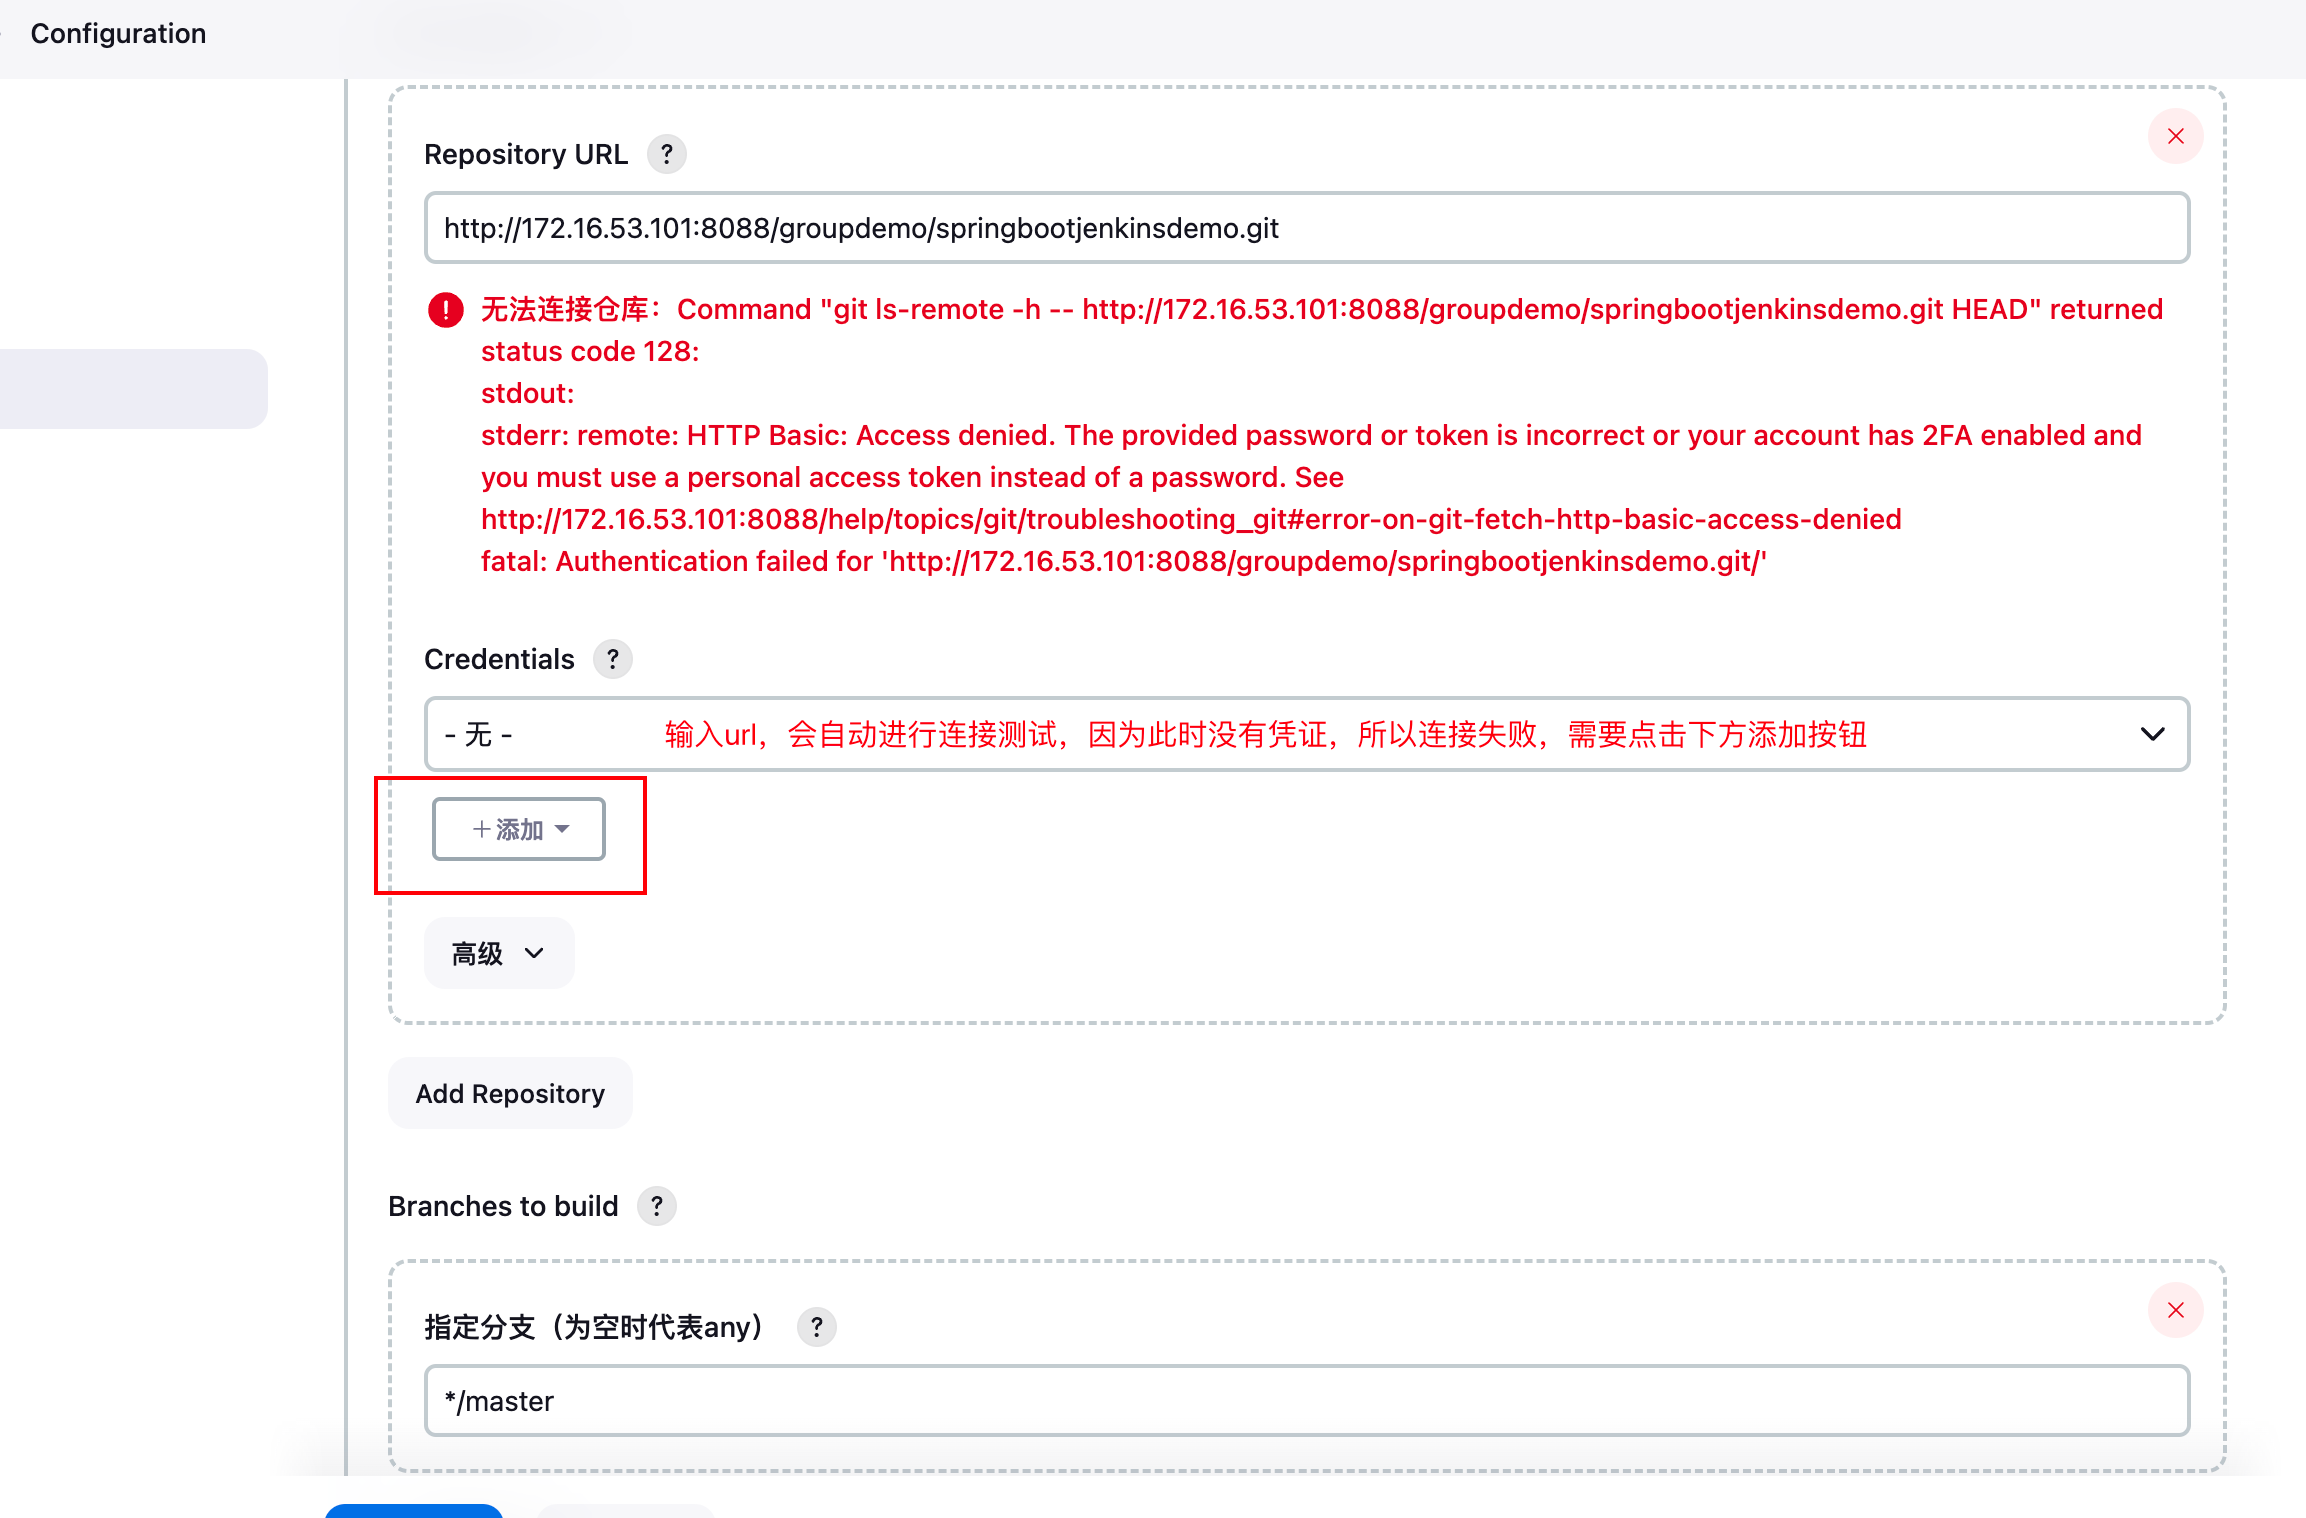 Configuration
Repository URL ?
http://172.16.53.101:8088/groupdemo/springbootjenkinsdemo.git
无法连接仓库：Command "git ls-remote -h -- http://172.16.53.101:8088/groupdemo/springbootjenkinsdemo.git HEAD" returned
status code 128:
stdout:
stderr: remote: HTTP Basic: Access denied. The provided password or token is incorrect or your account has 2FA enabled and
you must use a personal access token instead of a password. See
http://172.16.53.101:8088/help/topics/git/troubleshooting_git#error-on-git-fetch-http-basic-access-denied
fatal: Authentication failed for 'http://172.16.53.101:8088/groupdemo/springbootjenkinsdemo.git/'
Credentials ?
- 无 - 输入url，会自动进行连接测试，因为此时没有凭证，所以连接失败，需要点击下方添加按钮
+添加
高级
Add Repository
Branches to build ?
指定分支（为空时代表any） ?
*/master